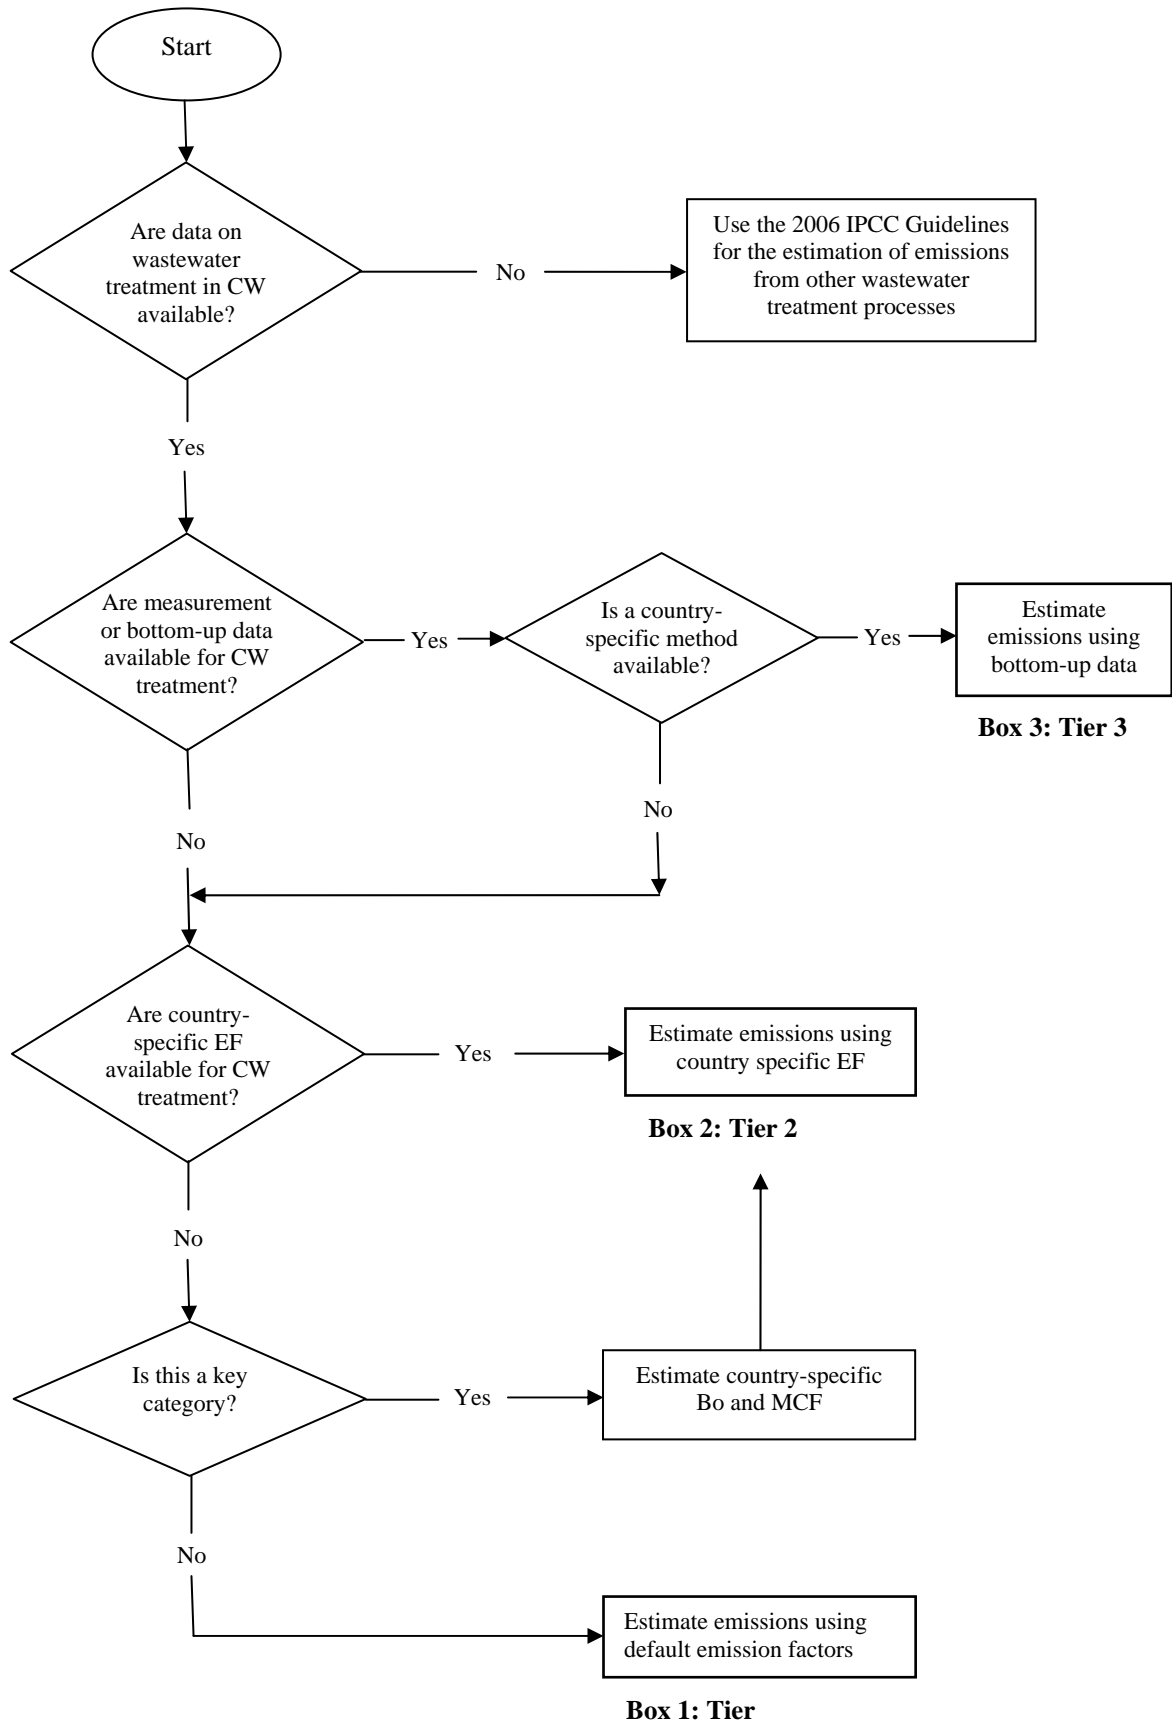 Start
Are data on
wastewater
treatment in CW
available?
No
Use the 2006 IPCC Guidelines
for the estimation of emissions
from other wastewater
treatment processes
Yes
Are measurement
or bottom-up data
available for CW
treatment?
Yes
Is a country-
specific method
available?
Yes
Estimate
emissions using
bottom-up data
Box 3: Tier 3
No
No
Are country-
specific EF
available for CW
treatment?
Yes
Estimate emissions using
country specific EF
Box 2: Tier 2
No
Is this a key
category?
Yes
Estimate country-specific
Bo and MCF
No
Estimate emissions using
default emission factors
Box 1: Tier